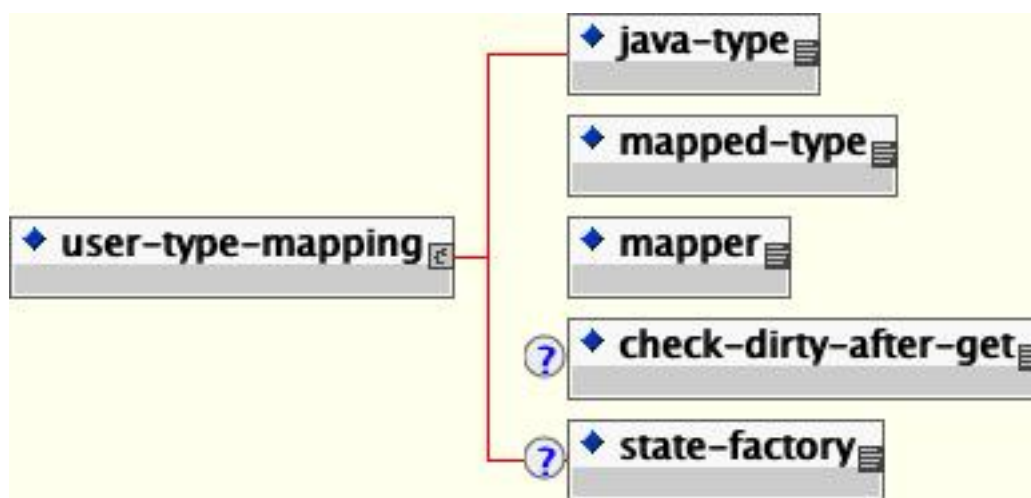 java-type
mapped-type
user-type-mapping
mapper
? check-dirty-after-get
? state-factory